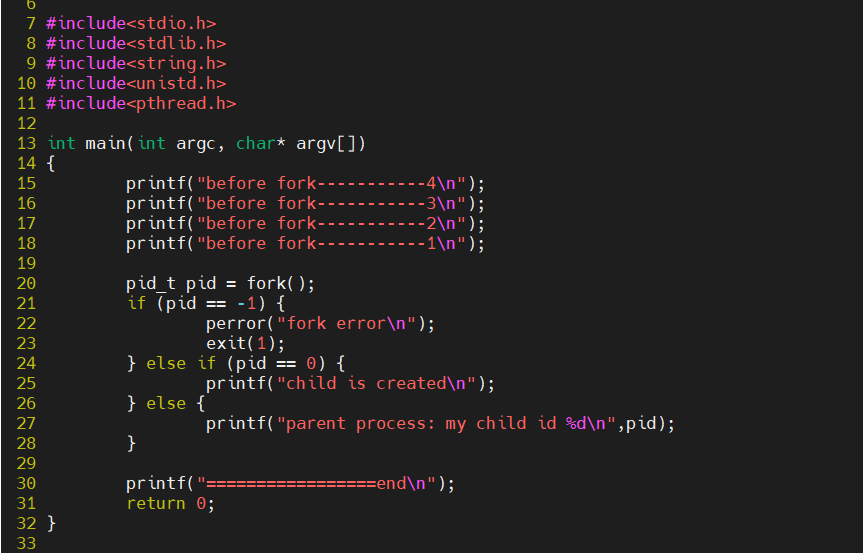 6
7 #include<stdio.h>
8 #include<stdlib.h>
9 #include<string.h>
10 #include<unistd.h>
11 #include<pthread.h>
12
13 int main(int argc, char* argv[])
14 {
15         printf("before fork-----------4\n");
16         printf("before fork-----------3\n");
17         printf("before fork-----------2\n");
18         printf("before fork-----------1\n");
19
20         pid_t pid = fork();
21         if (pid == -1) {
22                 perror("fork error\n");
23                 exit(1);
24         } else if (pid == 0) {
25                 printf("child is created\n");
26         } else {
27                 printf("parent process: my child id %d\n",pid);
28         }
29
30         printf("=================end\n");
31         return 0;
32 }
33